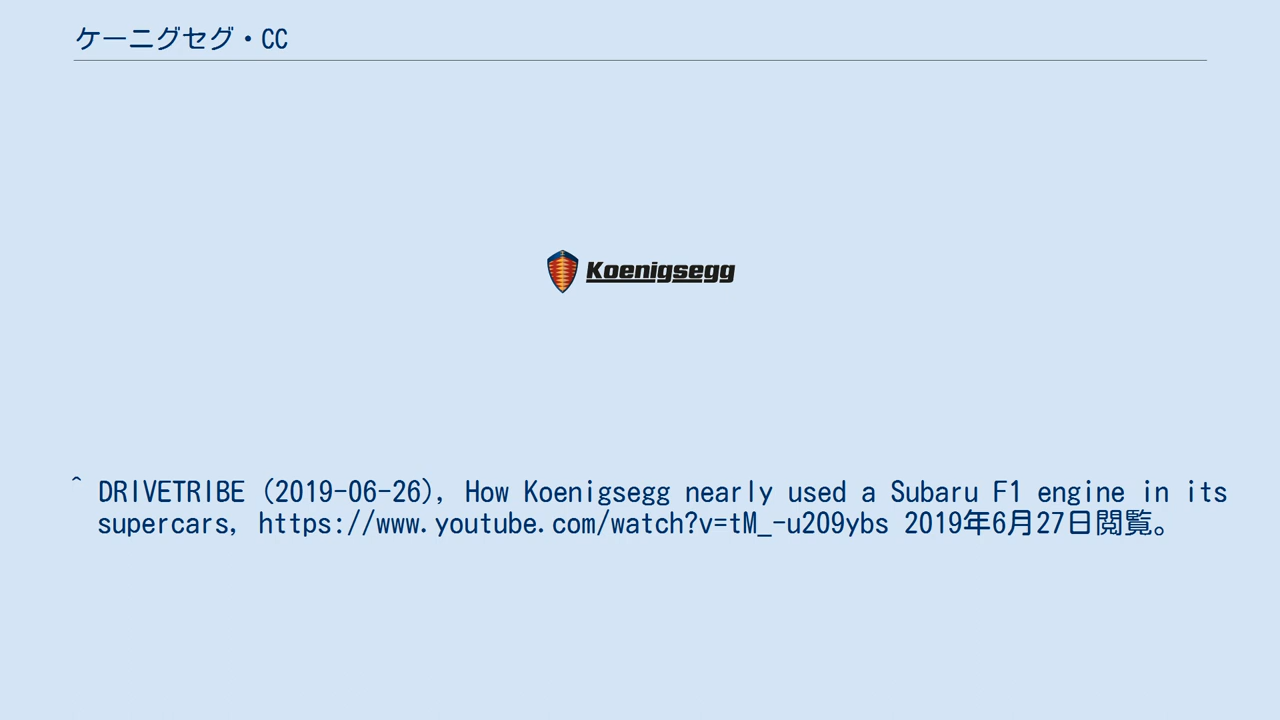 ケーニグセグ・CC
Koenigsegg
^ DRIVETRIBE (2019-06-26), How Koenigsegg nearly used a Subaru F1 engine in its
supercars, https://www.youtube.com/watch?v=tM_-u209ybs 2019年6月27日閲覧。